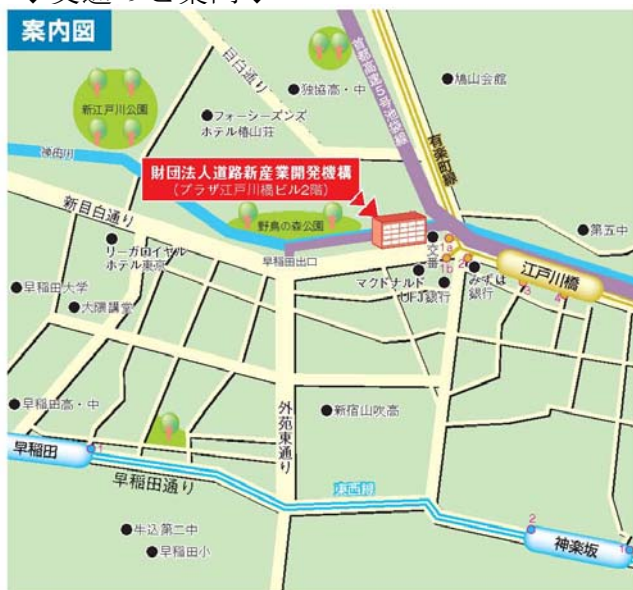 交通のご案内
案内図
目白通り
独協高・中
首都高速5号池袋線
鳩山会館
新江戸川公園
フォーシーズンズ
ホテル椿山荘
有楽町線
神田川
財団法人道路新産業開発機構
(プラザ江戸川橋ビル2階)
新目白通り
野鳥の森公園
第五中
リーガロイヤル
ホテル東京
早稲田出口
交番
1a
1b
2
みずほ
銀行
江戸川橋
早稲田大学
マクドナルド
UFJ銀行
3
4
大隈講堂
早稲田高・中
外苑東通り
新宿山吹高
早稲田
1
早稲田通り
東西線
牛込第二中
早稲田小
2
神楽坂
1